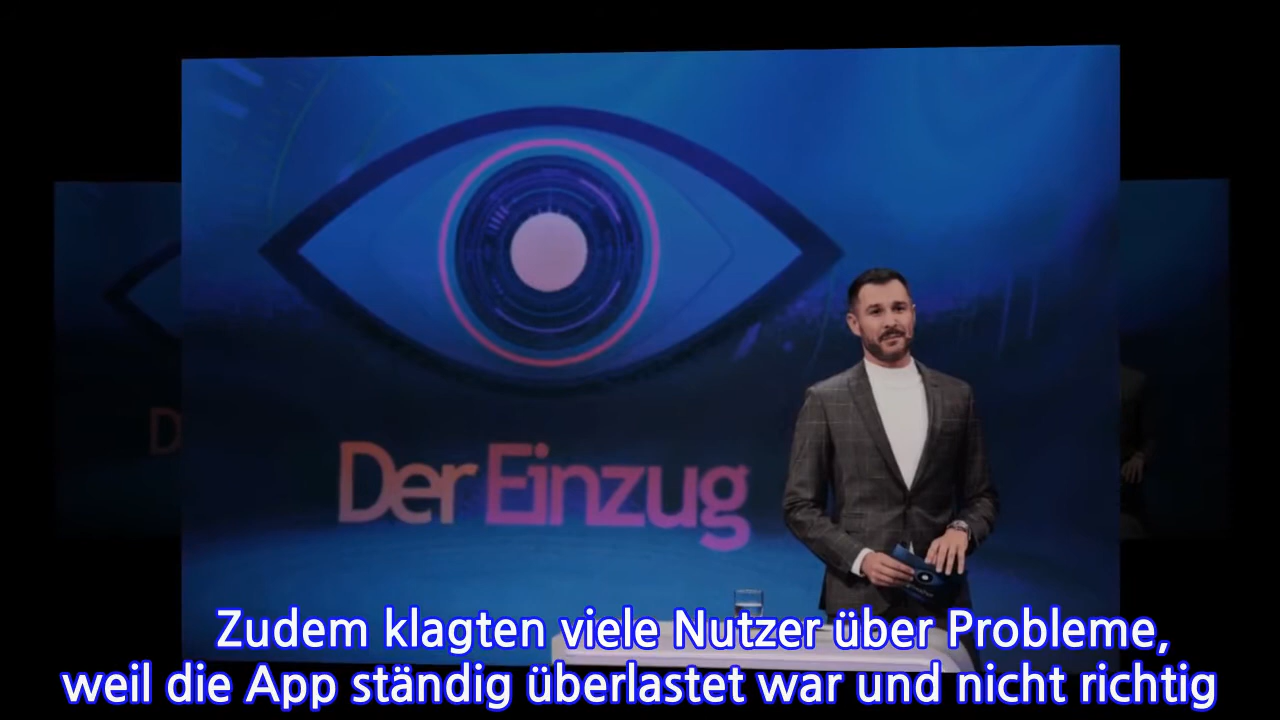 Der Einzug
Zudem klagten viele Nutzer über Probleme,
weil die App ständig überlastet war und nicht richtig